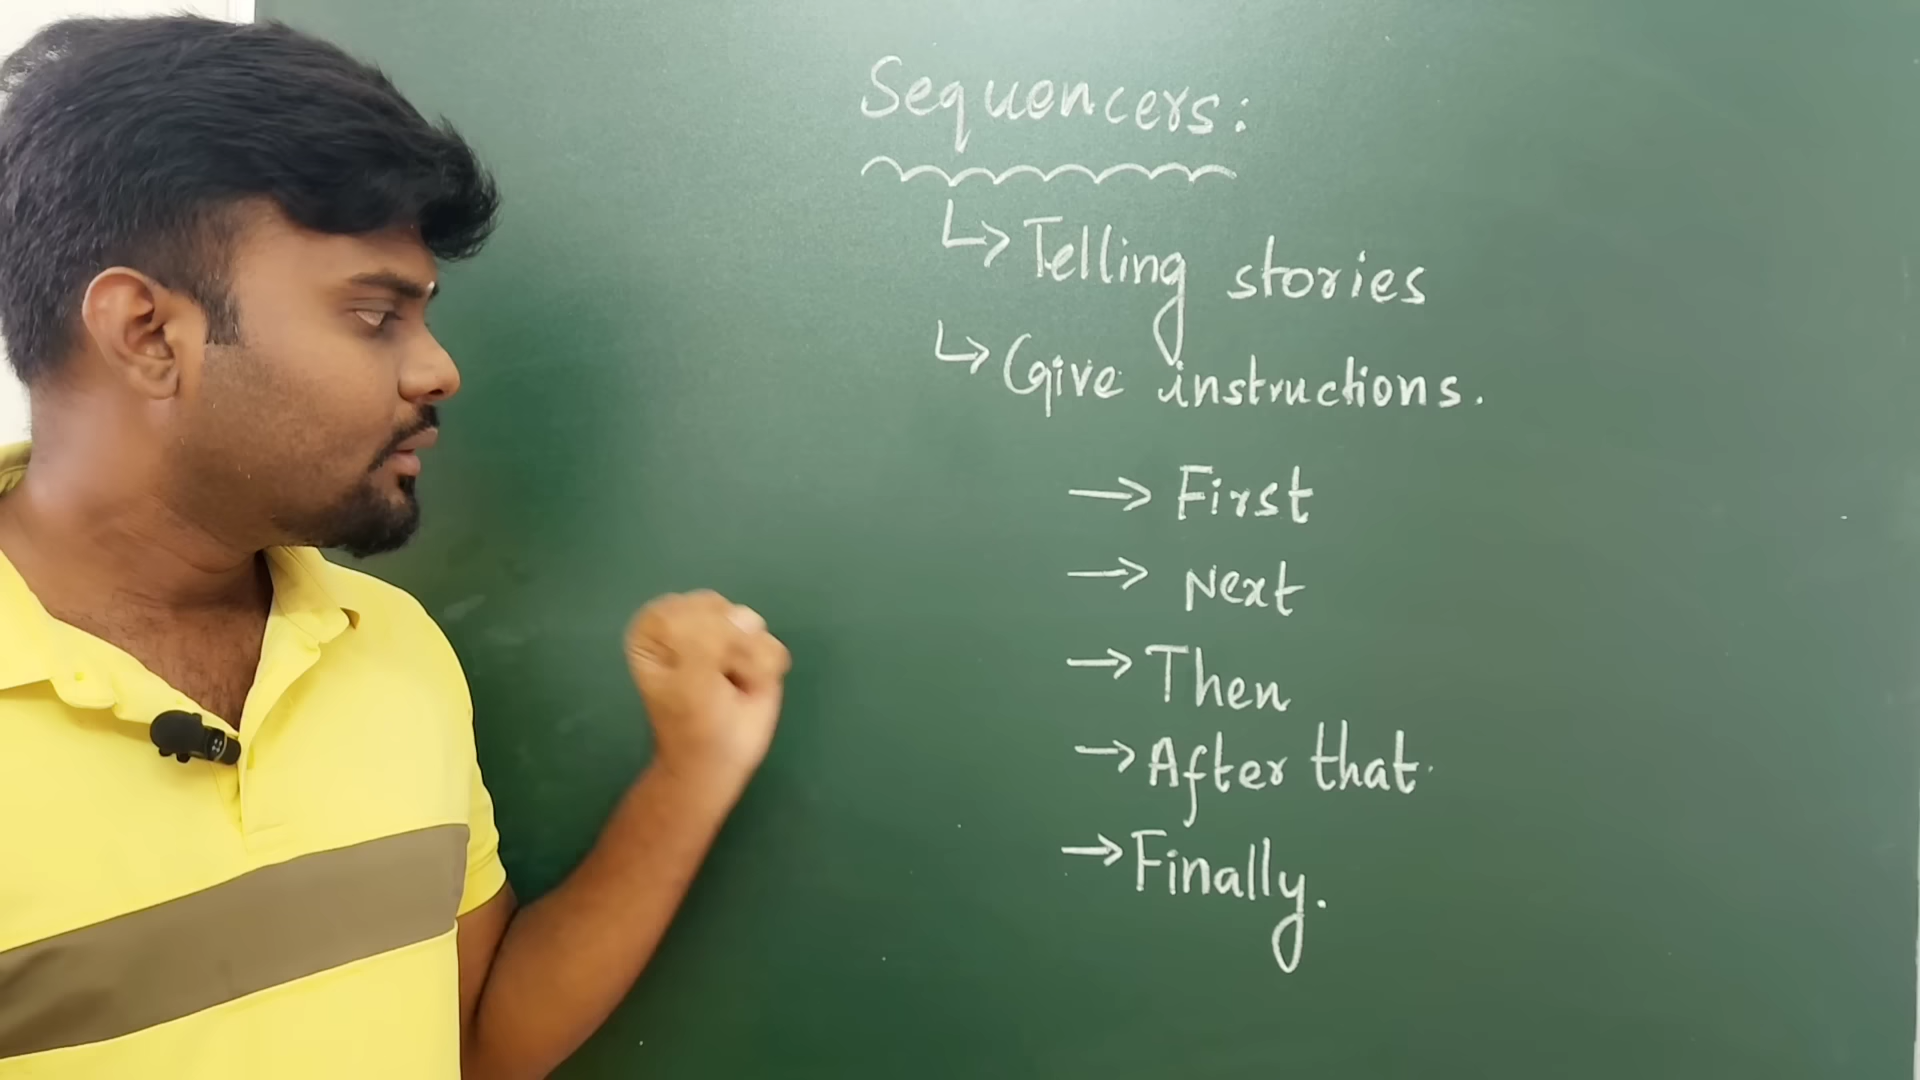 Sequencers:
↳ Telling stories
↳ Give instructions.
→ First
→ Next
→ Then
→ After that.
→ Finally.